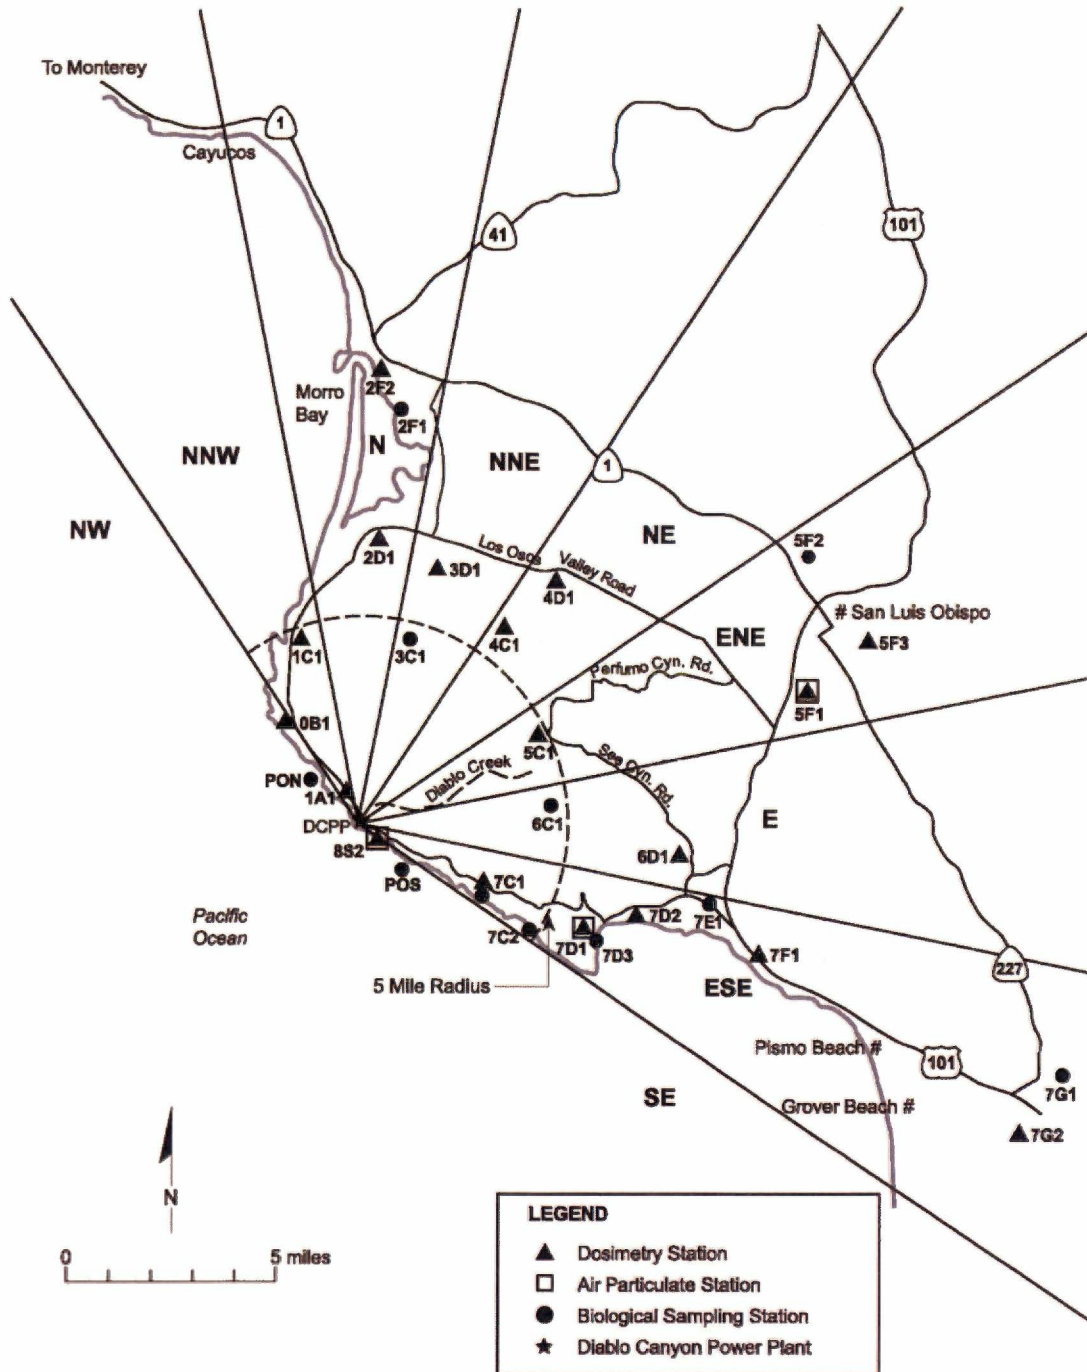 To Monterey
1
Cayucos
41
101
2F2
Morro
Bay
2F1
N
NNW
NNE
1
NW
NE
5F2
2D1
Los Osos Valley Road
3D1
4D1
# San Luis Obispo
ENE
5F3
4C1
1C1
3C1
Perfumo Cyn. Rd.
5F1
0B1
5C1
See Cyn. Rd.
Diablo Creek
PON
1A1
DCPP
6C1
E
8S2
6D1
POS
7C1
Pacific
Ocean
7C2
7D1
7D3
7D2
7E1
7F1
227
5 Mile Radius
ESE
Pismo Beach #
101
7G1
SE
Grover Beach #
7G2
N
0
5 miles
LEGEND
Dosimetry Station
Air Particulate Station
Biological Sampling Station
Diablo Canyon Power Plant